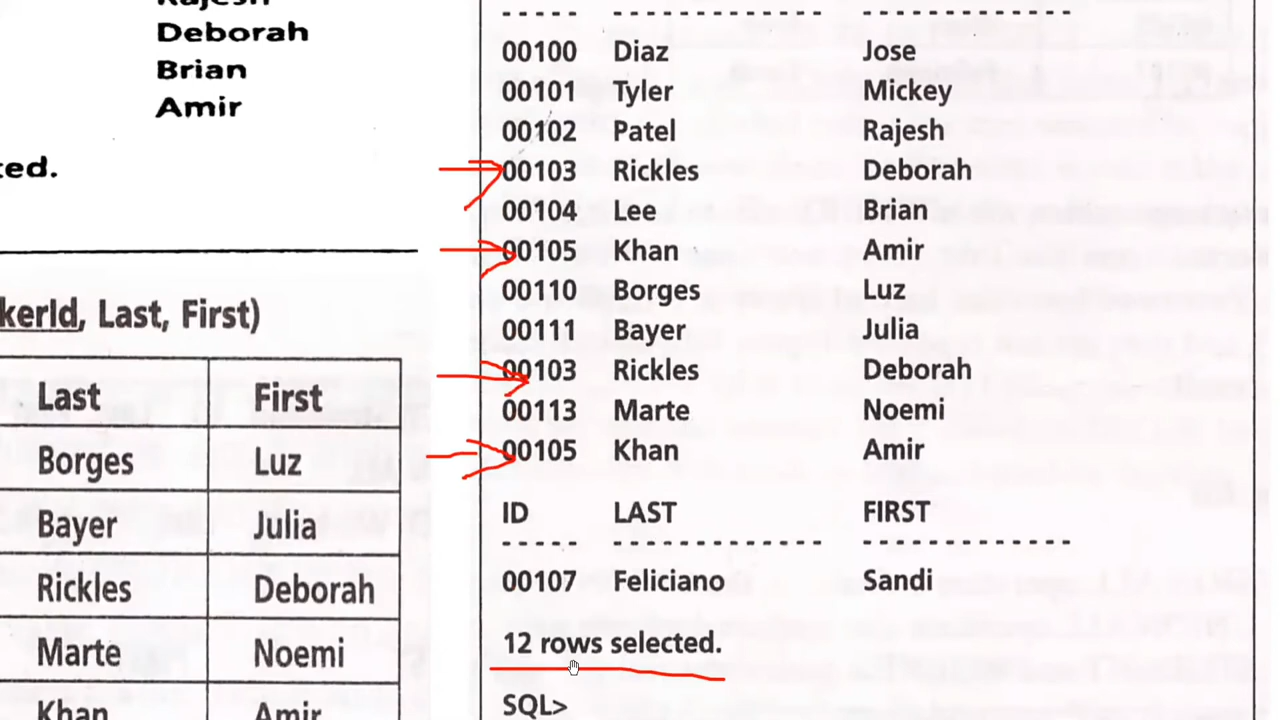 Rajesh
Deborah
Brian
Amir
ted.
kerId, Last, First)
Last First
Borges Luz
Bayer Julia
Rickles Deborah
Marte Noemi
Khan Amir
00100 Diaz Jose
00101 Tyler Mickey
00102 Patel Rajesh
00103 Rickles Deborah
00104 Lee Brian
00105 Khan Amir
00110 Borges Luz
00111 Bayer Julia
00103 Rickles Deborah
00113 Marte Noemi
00105 Khan Amir
ID LAST FIRST
00107 Feliciano Sandi
12 rows selected.
SQL>